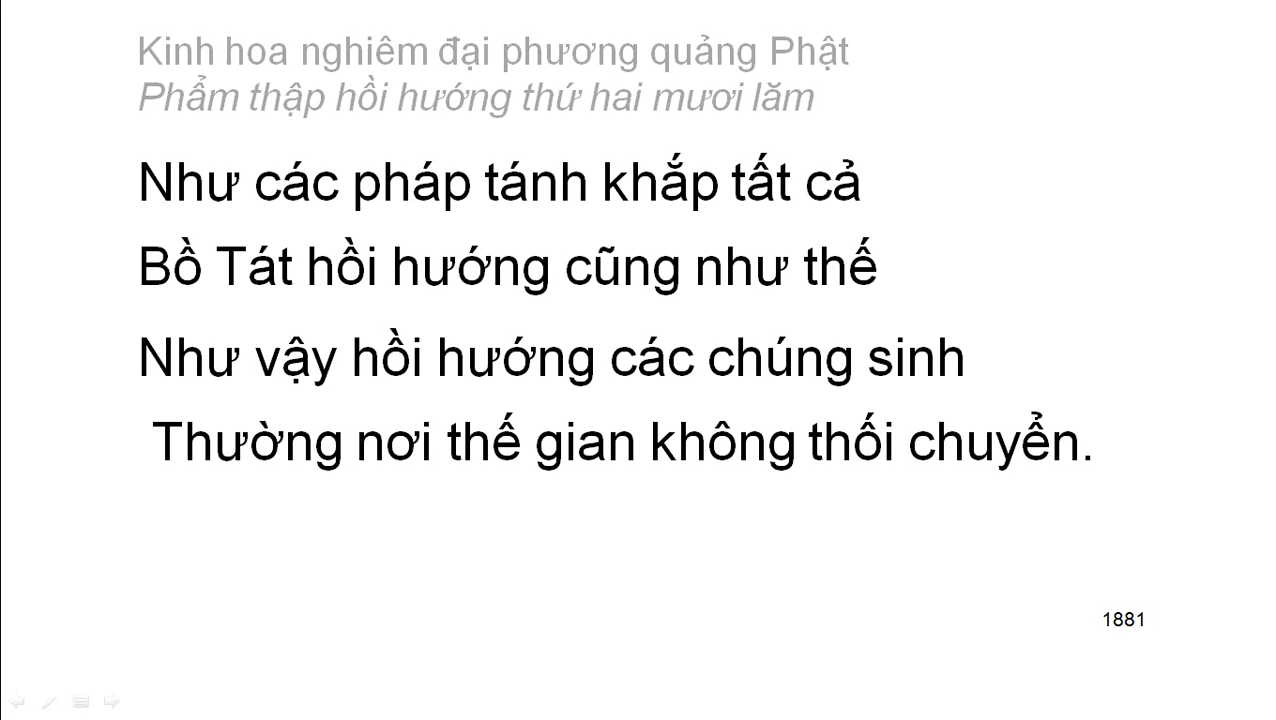 Kinh hoa nghiêm đại phương quảng Phật
Phẩm thập hồi hướng thứ hai mươi lăm
Như các pháp tánh khắp tất cả
Bồ Tát hồi hướng cũng như thế
Như vậy hồi hướng các chúng sinh
Thường nơi thế gian không thối chuyển.
1881